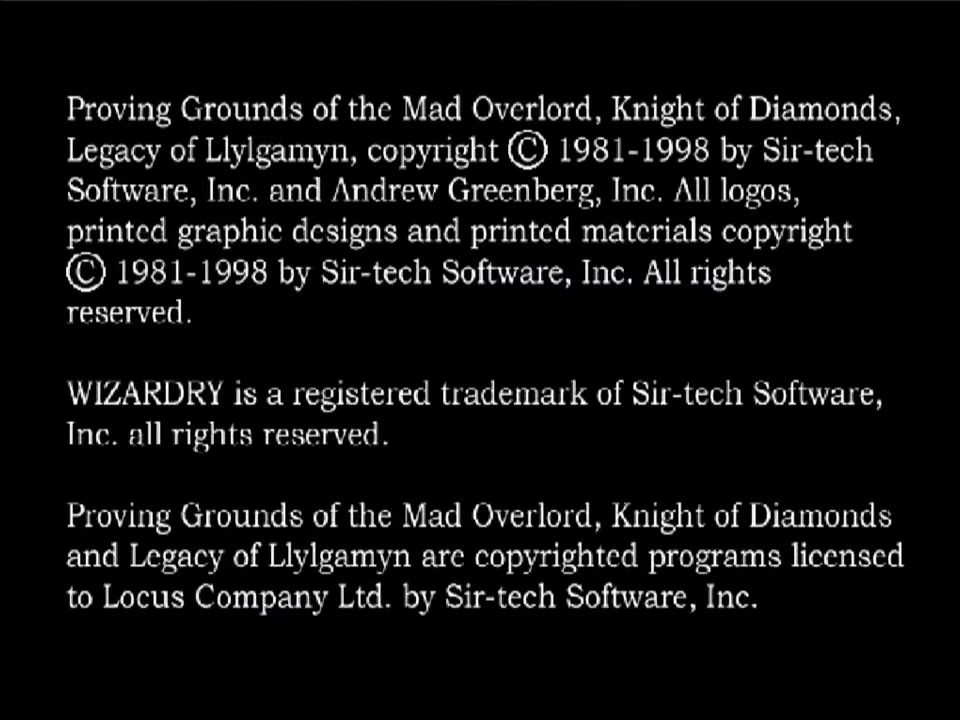 Proving Grounds of the Mad Overlord, Knight of Diamonds,
Legacy of Llylgamyn, copyright © 1981-1998 by Sir-tech
Software, Inc. and Andrew Greenberg, Inc. All logos,
printed graphic designs and printed materials copyright
© 1981-1998 by Sir-tech Software, Inc. All rights
reserved.
WIZARDRY is a registered trademark of Sir-tech Software,
Inc. all rights reserved.
Proving Grounds of the Mad Overlord, Knight of Diamonds
and Legacy of Llylgamyn are copyrighted programs licensed
to Locus Company Ltd. by Sir-tech Software, Inc.